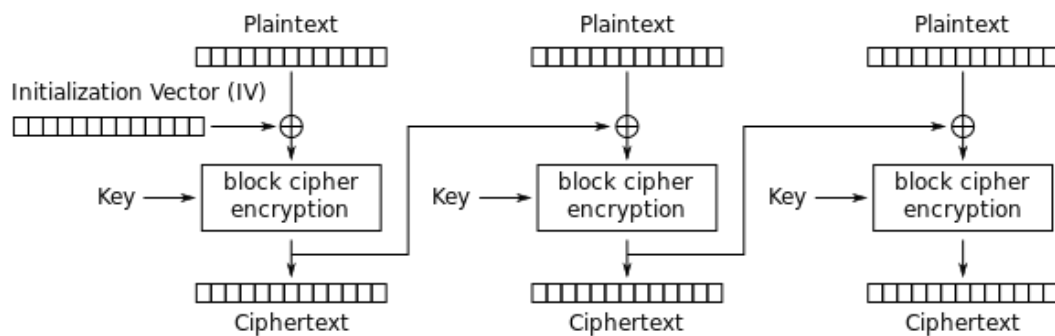 Plaintext
Plaintext
Plaintext
Initialization Vector (IV)
Key
block cipher
encryption
Key
block cipher
encryption
Key
block cipher
encryption
Ciphertext
Ciphertext
Ciphertext